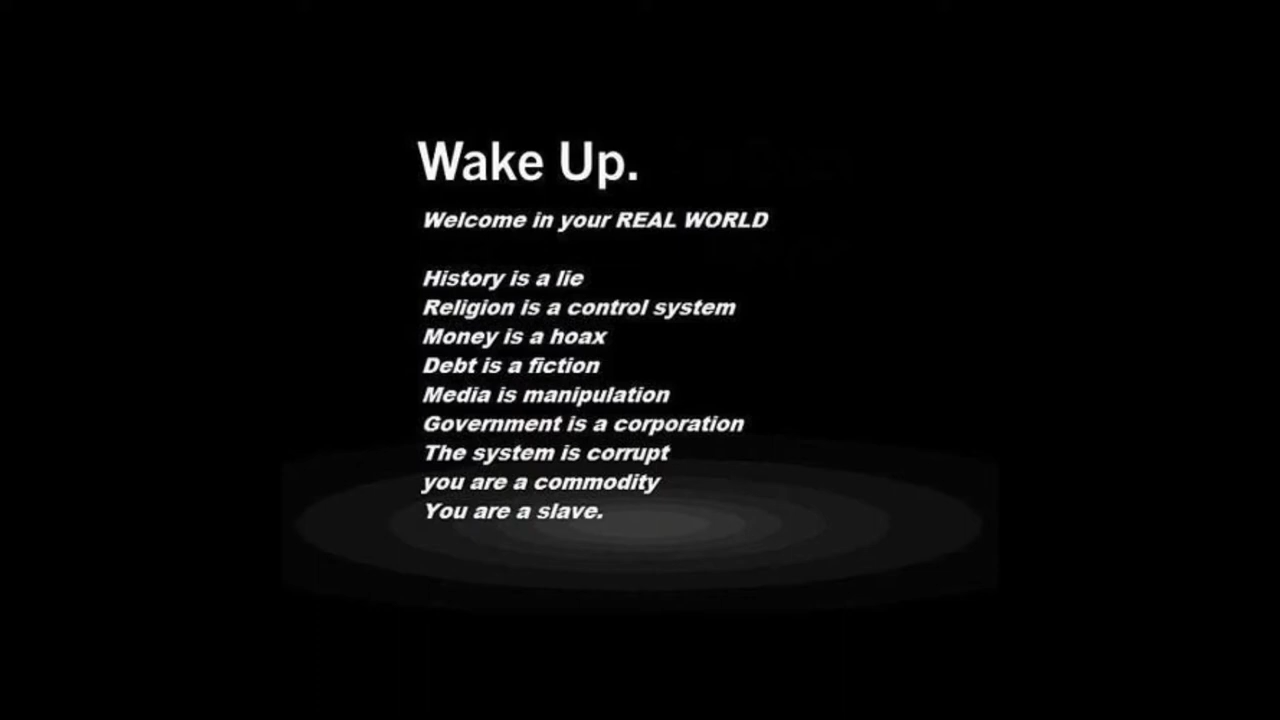 Wake Up.
Welcome in your REAL WORLD
History is a lie
Religion is a control system
Money is a hoax
Debt is a fiction
Media is manipulation
Government is a corporation
The system is corrupt
you are a commodity
You are a slave.